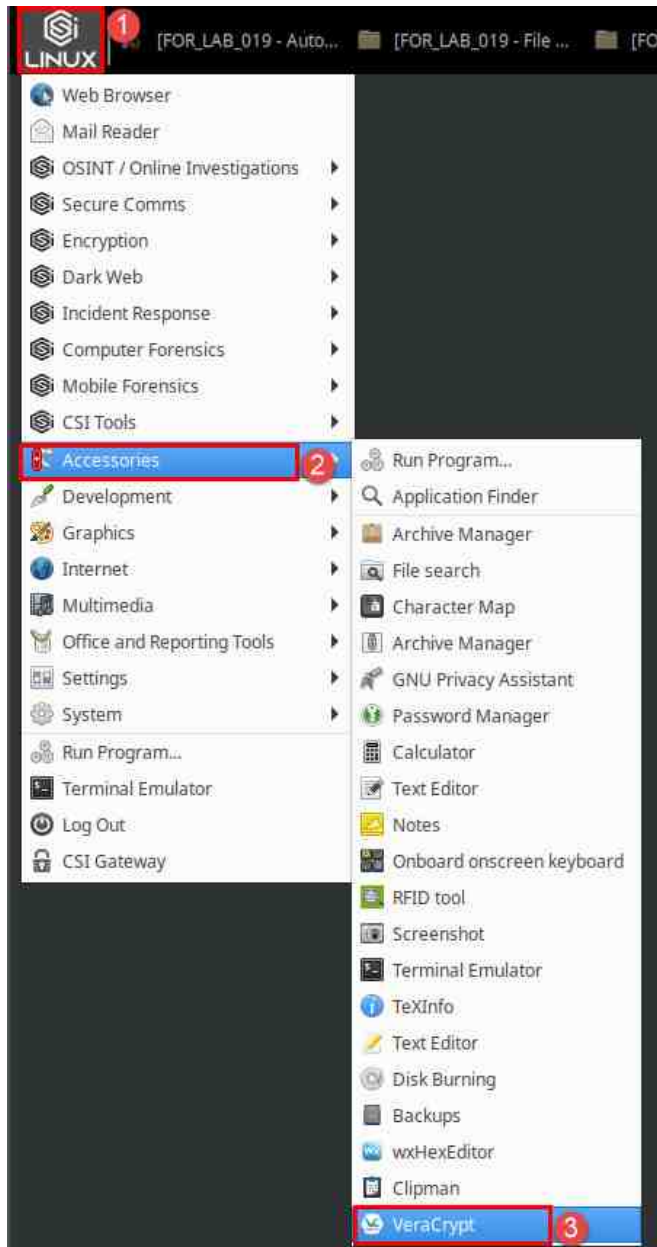 Si
LINUX
1
[FOR_LAB_019 - Auto...
[FOR_LAB_019 - File ...
[FO
Web Browser
Mail Reader
OSINT / Online Investigations
Secure Comms
Encryption
Dark Web
Incident Response
Computer Forensics
Mobile Forensics
CSI Tools
Accessories
2
Development
Graphics
Internet
Multimedia
Office and Reporting Tools
Settings
System
Run Program...
Terminal Emulator
Log Out
CSI Gateway
Run Program...
Application Finder
Archive Manager
File search
Character Map
Archive Manager
GNU Privacy Assistant
Password Manager
Calculator
Text Editor
Notes
Onboard onscreen keyboard
RFID tool
Screenshot
Terminal Emulator
TeXInfo
Text Editor
Disk Burning
Backups
wxHexEditor
Clipman
VeraCrypt
3